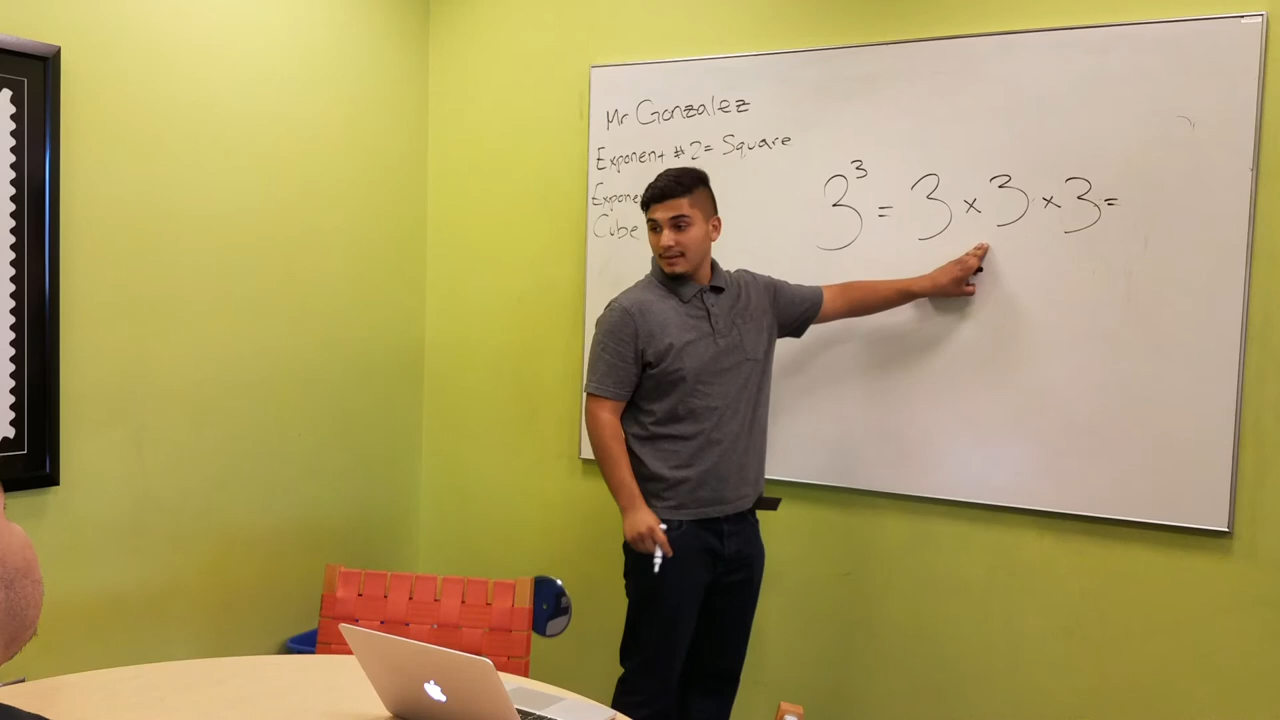 Mr Gonzalez
Exponent #2= Square
Cube
3³ = 3 × 3 × 3 =